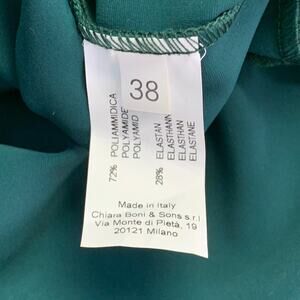 38
72% POLIAMMIDICA
POLYAMIDE
POLYAMID
28% ELASTAN
ELASTHANN
ELASTHAN
ELASTANE
Made in Italy
Chiara Boni & Sons s.r.l
Via Monte di Pietà, 19
20121 Milano